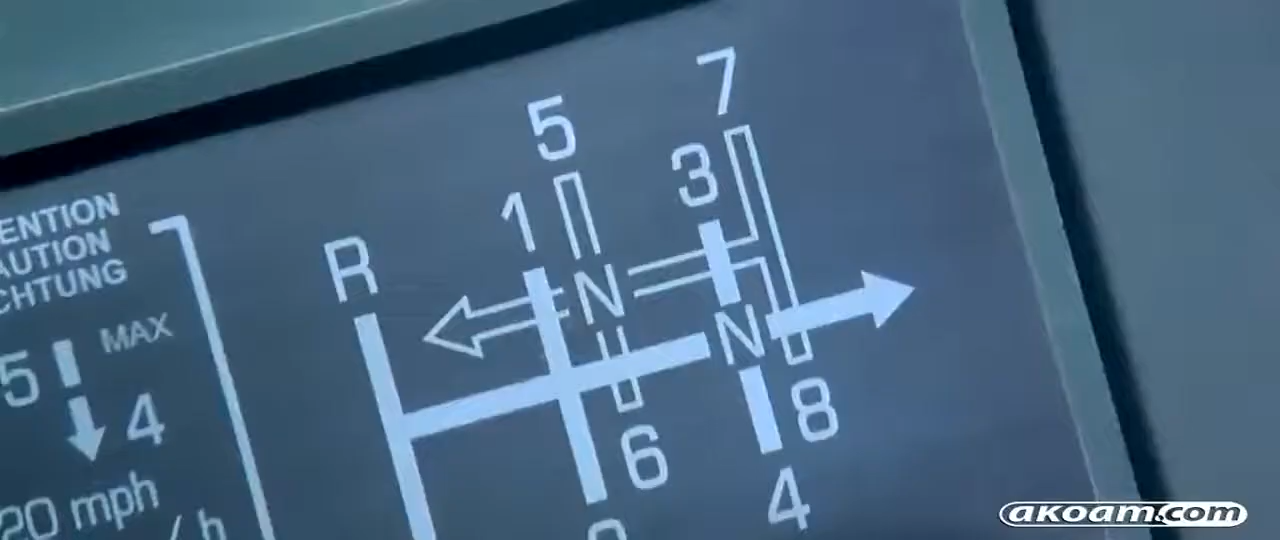 ENTION
AUTION
CHTUNG
MAX
5
4
20 mph
/ h
R
1
5
3
7
N
N
6
8
4
akoam.com